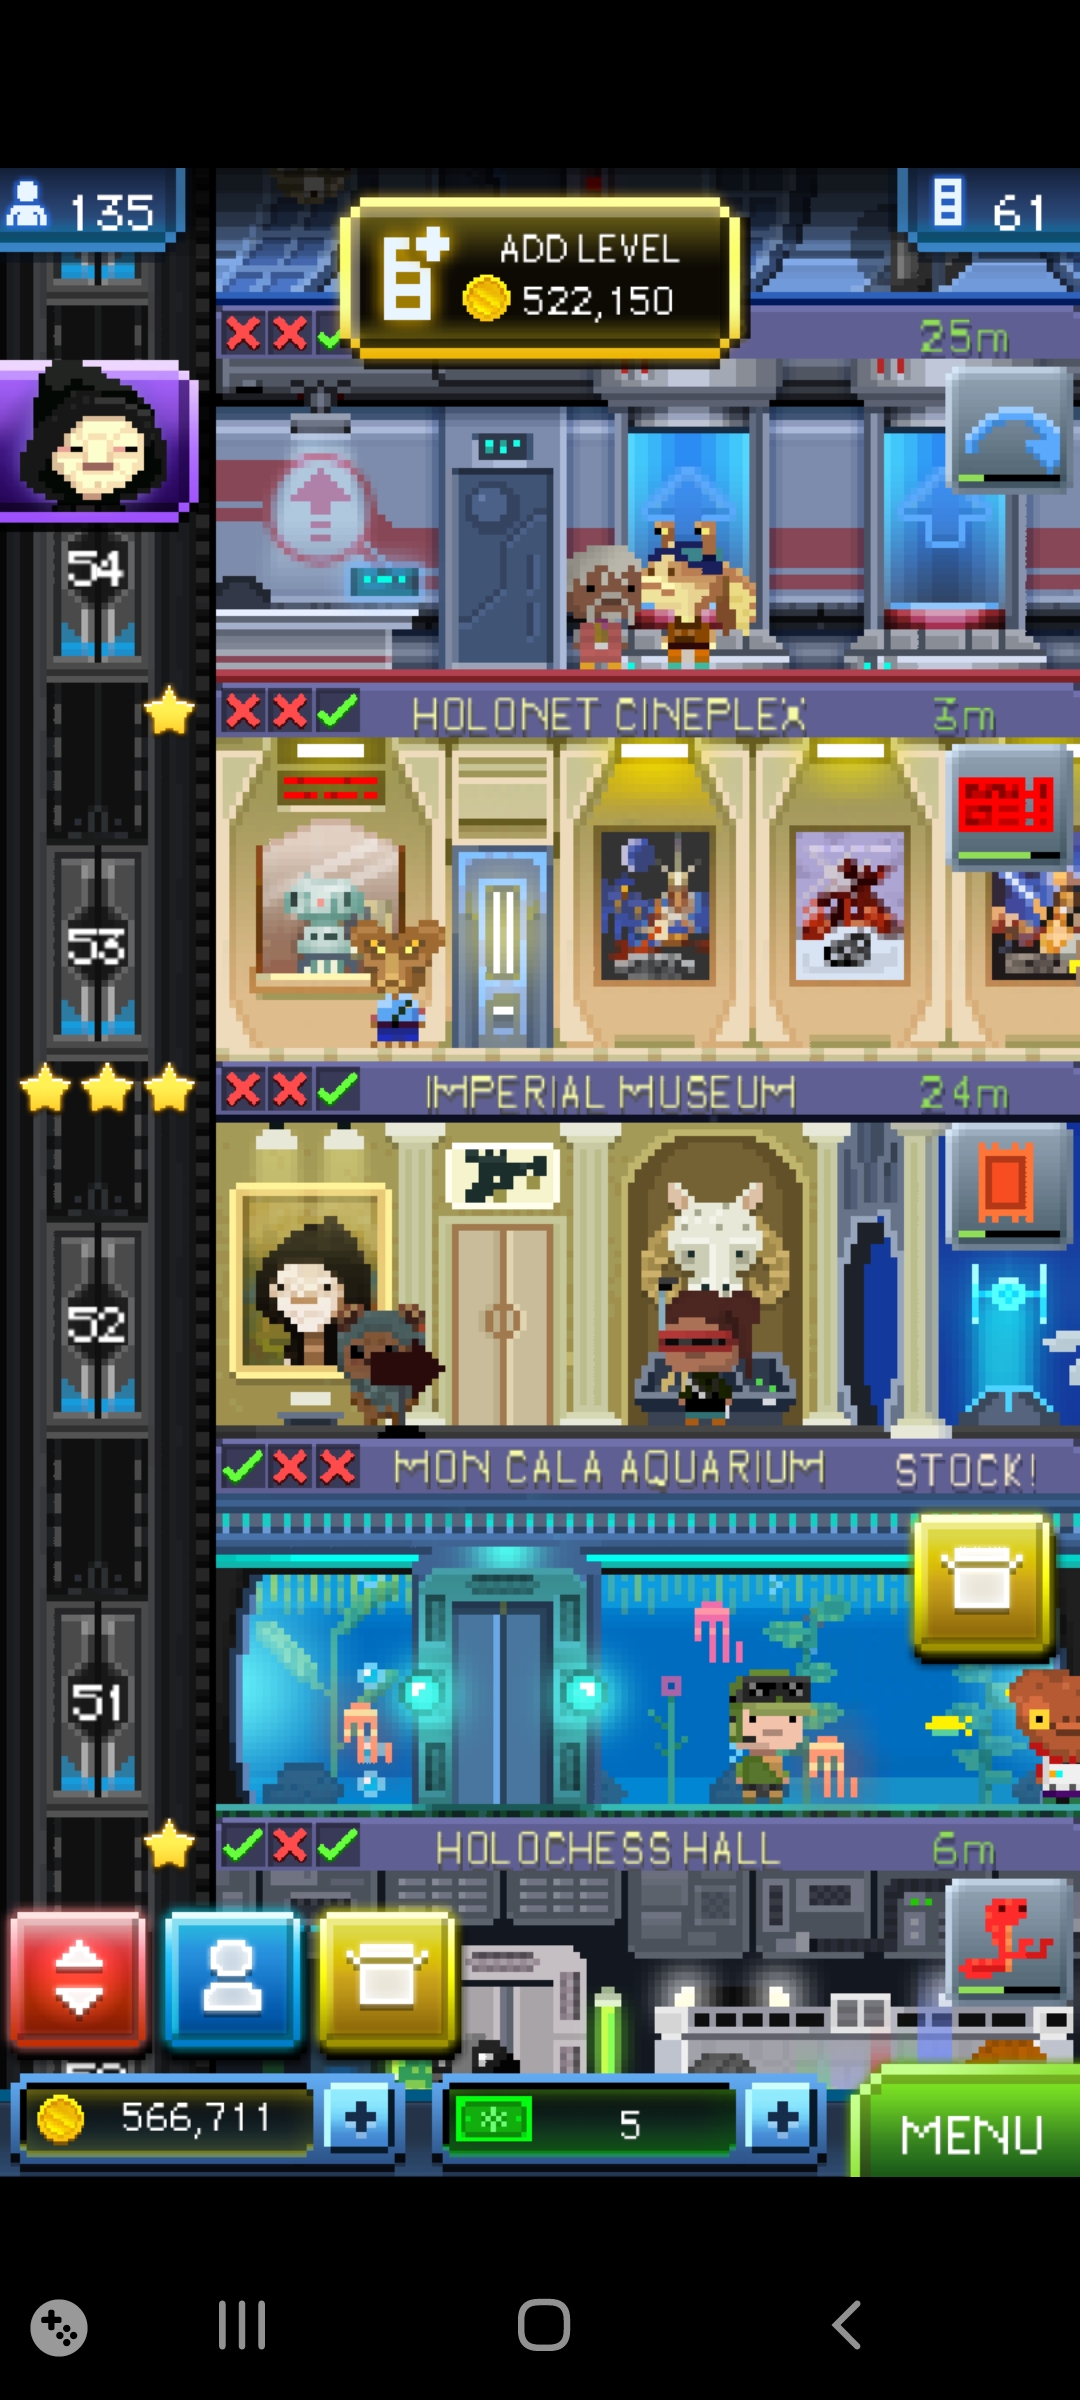 135
ADD LEVEL
522,150
61
25m
54
HOLONET CINEPLEX
3m
53
IMPERIAL MUSEUM
24m
52
MON CALA AQUARIUM
STOCK!
51
HOLOCHESS HALL
6m
566,711
5
MENU